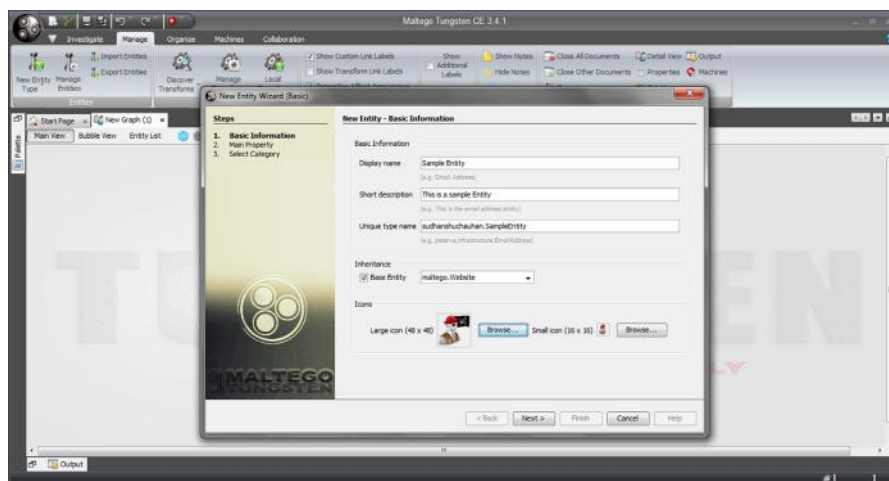 Maltego Tungsten CE 3.4.1
Investigate Manage Organize Machines Collaboration
Import Entities
Export Entities
New Entity Type
Manage Entities
Entities
Discover Transforms
Manage
Local
Show Custom Link Labels
Show Transform Link Labels
Show Additional Labels
Show Notes
Hide Notes
Close All Documents
Close Other Documents
Detail View
Properties
Output
Machines
Start Page
New Graph (1)
Main View Bubble View Entity List
Palette
New Entity Wizard (Basic)
Steps
1. Basic Information
2. Main Property
3. Select Category
MALTEGO
TUNGSTEN
New Entity - Basic Information
Basic Information
Display name Sample Entity
(e.g. Email Address)
Short description This is a sample Entity
(e.g. This is the email address entity)
Unique type name sudhanshuchauhan.SampleEntity
(e.g. paterva.infrastructure.EmailAddress)
Inheritance
Base Entity maltego.Website
Icons
Large icon (48 x 48) Browse... Small icon (16 x 16) Browse...
< Back Next > Finish Cancel Help
Output